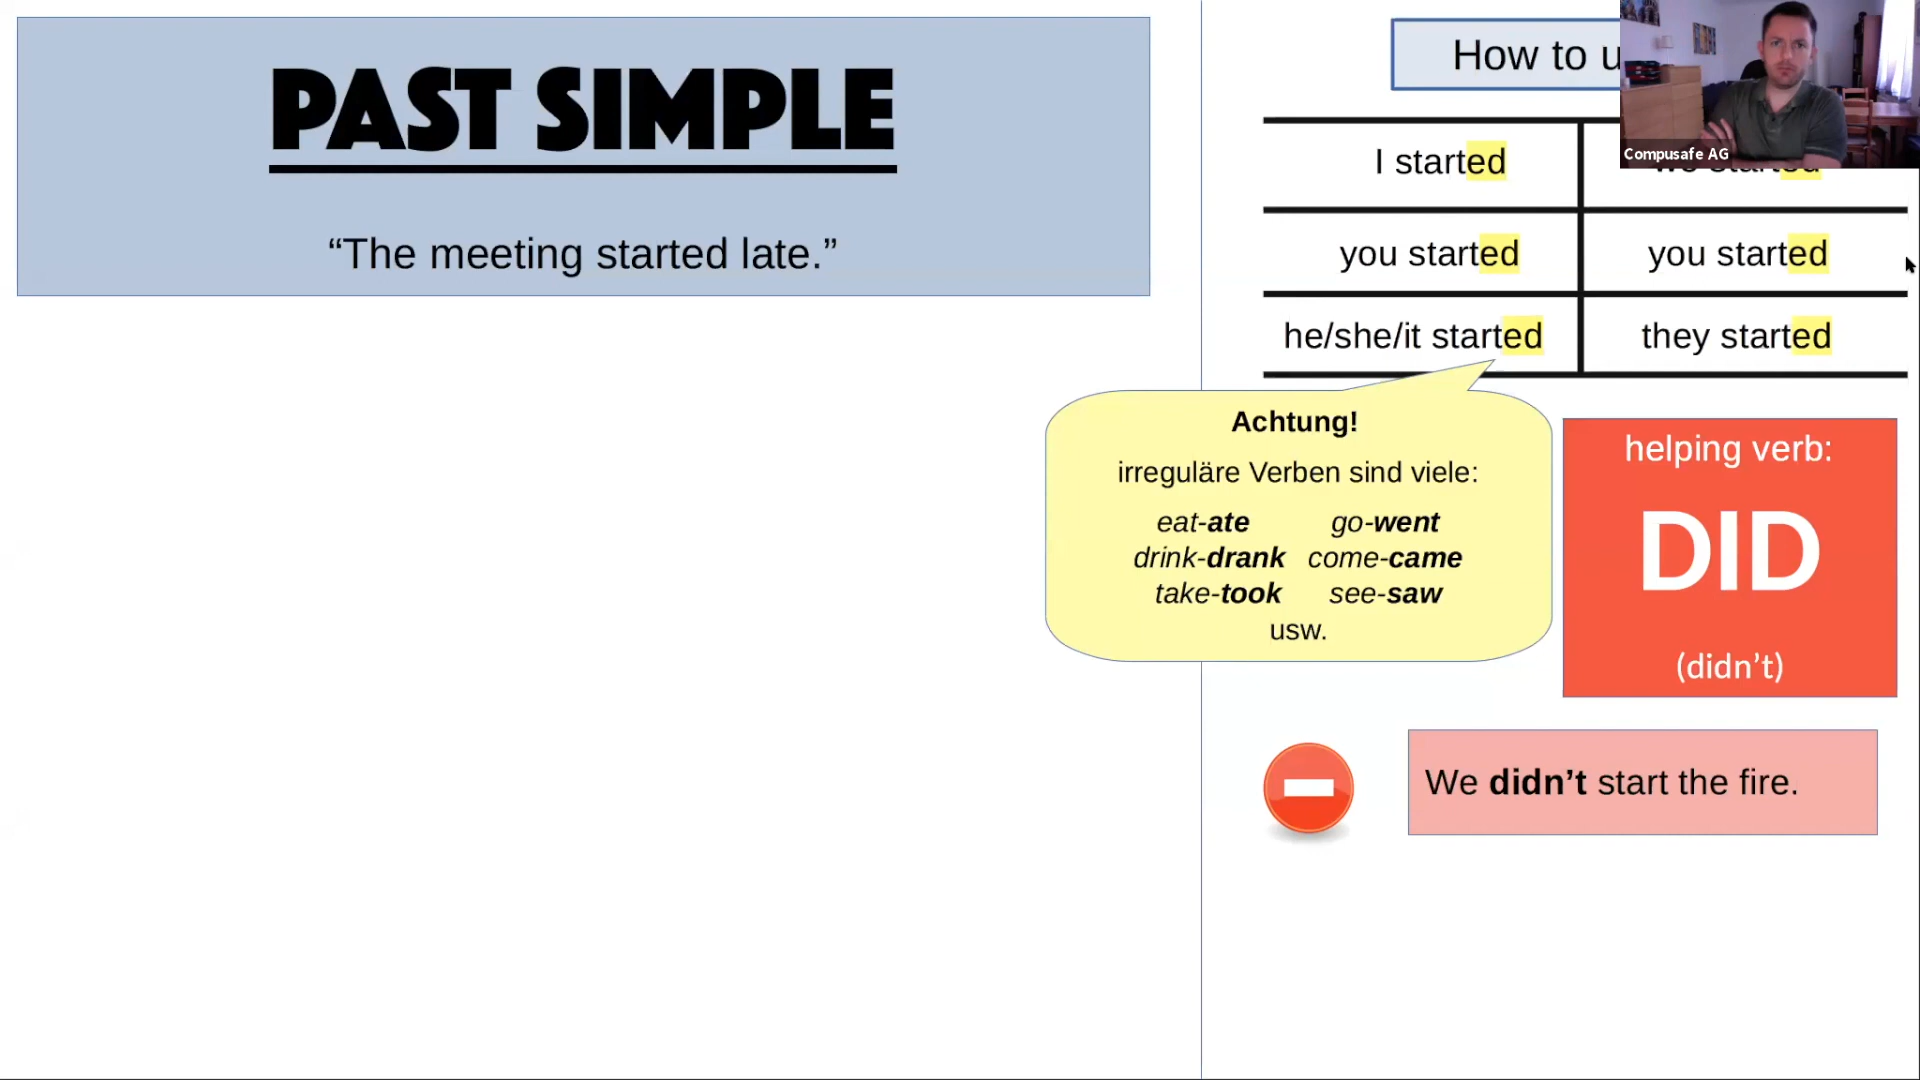 PAST SIMPLE
“The meeting started late.”
How to
Compusafe AG
I started
we started
you started
you started
he/she/it started
they started
Achtung!
irreguläre Verben sind viele:
eat-ate go-went
drink-drank come-came
take-took see-saw
usw.
helping verb:
DID
(didn’t)
We didn’t start the fire.